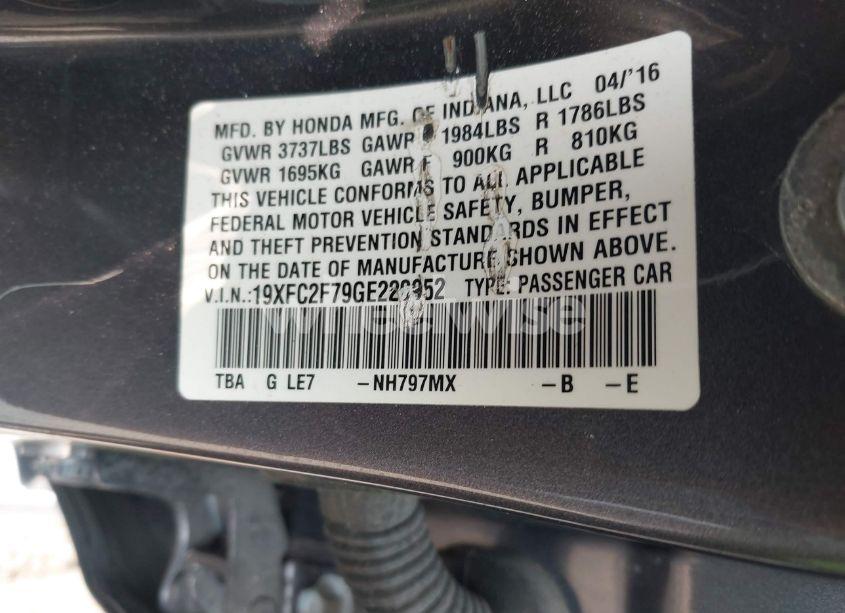 MFD. BY HONDA MFG. OF INDIANA, LLC 04/'16
GVWR 3737LBS GAWR 1984LBS R 1786LBS
GVWR 1695KG GAWR F 900KG R 810KG
THIS VEHICLE CONFORMS TO ALL APPLICABLE
FEDERAL MOTOR VEHICLE SAFETY, BUMPER,
AND THEFT PREVENTION STANDARDS IN EFFECT
ON THE DATE OF MANUFACTURE SHOWN ABOVE.
V.I.N.: TYPE: PASSENGER CAR
wheelwise
TBA G LE7 -NH797MX -B -E